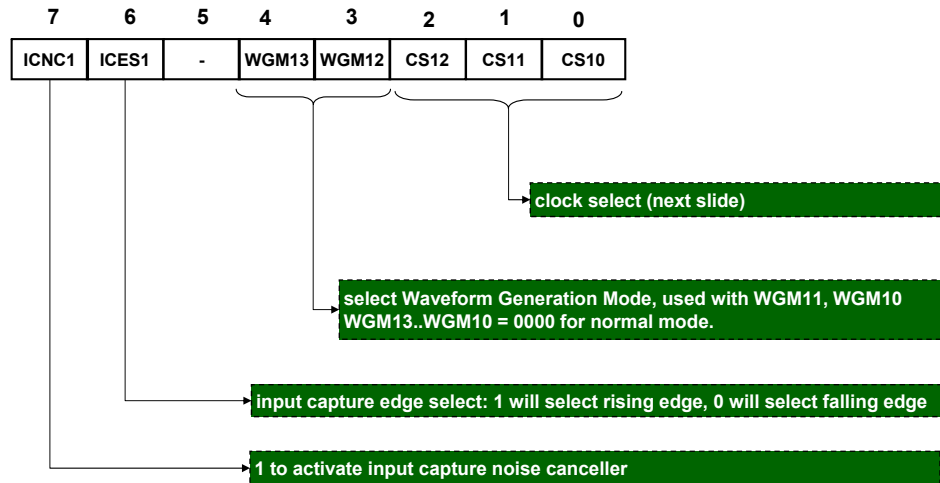 7 6 5 4 3 2 1 0
ICNC1 ICES1 - WGM13 WGM12 CS12 CS11 CS10
clock select (next slide)
select Waveform Generation Mode, used with WGM11, WGM10
WGM13..WGM10 = 0000 for normal mode.
input capture edge select: 1 will select rising edge, 0 will select falling edge
1 to activate input capture noise canceller